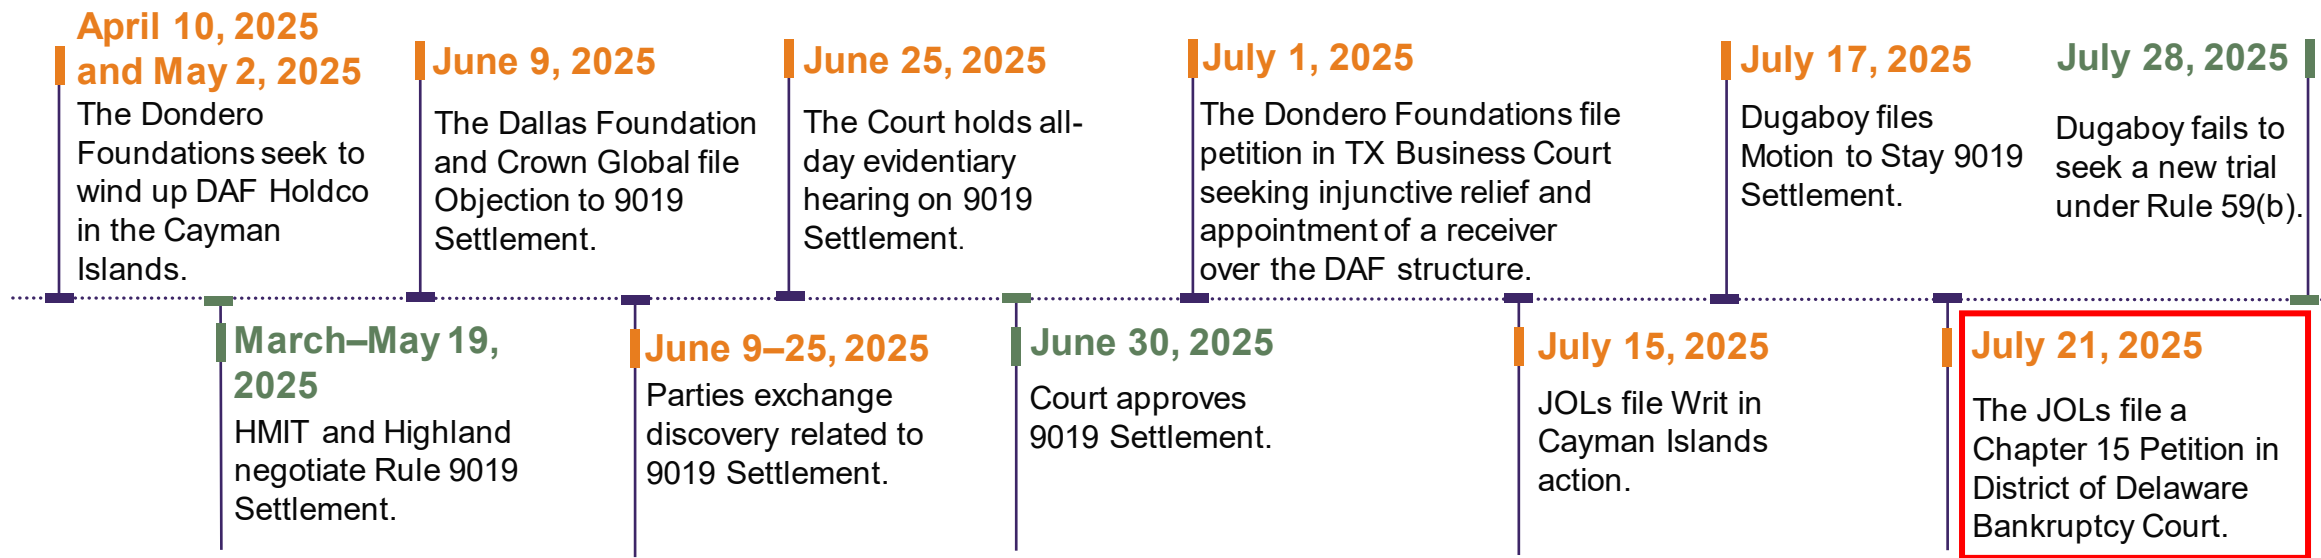 April 10, 2025
and May 2, 2025
The Dondero
Foundations seek to
wind up DAF Holdco
in the Cayman
Islands.
March–May 19,
2025
HMIT and Highland
negotiate Rule 9019
Settlement.
June 9, 2025
The Dallas Foundation
and Crown Global file
Objection to 9019
Settlement.
June 9–25, 2025
Parties exchange
discovery related to
9019 Settlement.
June 25, 2025
The Court holds all-
day evidentiary
hearing on 9019
Settlement.
June 30, 2025
Court approves
9019 Settlement.
July 1, 2025
The Dondero Foundations file
petition in TX Business Court
seeking injunctive relief and
appointment of a receiver
over the DAF structure.
July 15, 2025
JOLs file Writ in
Cayman Islands
action.
July 17, 2025
Dugaboy files
Motion to Stay 9019
Settlement.
July 21, 2025
The JOLs file a
Chapter 15 Petition in
District of Delaware
Bankruptcy Court.
July 28, 2025
Dugaboy fails to
seek a new trial
under Rule 59(b).